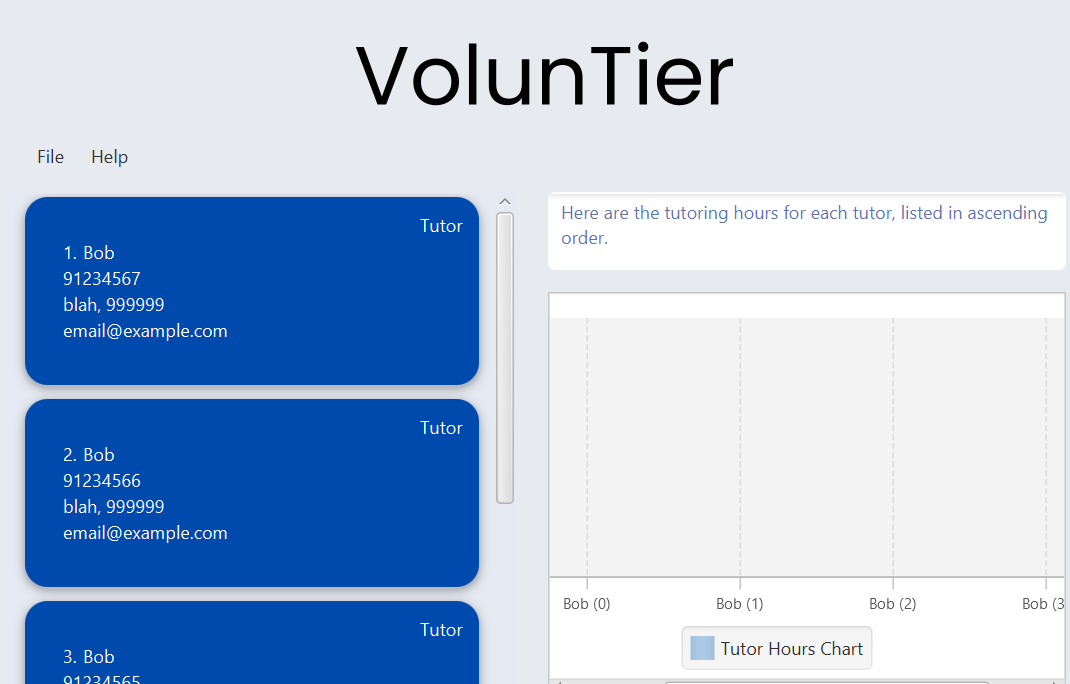 VolunTier
File Help
Tutor
1. Bob
91234567
blah, 999999
email@example.com
Tutor
2. Bob
91234566
blah, 999999
email@example.com
Tutor
3. Bob
91234565
Here are the tutoring hours for each tutor, listed in ascending
order.
Bob (0) Bob (1) Bob (2) Bob (3
Tutor Hours Chart